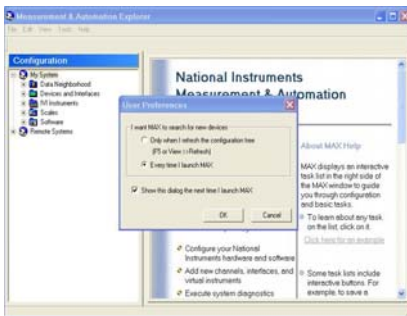 Measurement & Automation Explorer
File Edit View Tools Help
Configuration
My System
Data Neighborhood
Devices and Interfaces
IVI Instruments
Scales
Software
Remote Systems
National Instruments
Measurement & Automation
User Preferences
I want MAX to search for new devices:
Only when I refresh the configuration tree
(F5 or View >> Refresh)
Every time I launch MAX
Show this dialog the next time I launch MAX
OK
Cancel
Configure your National
Instruments hardware and software
Add new channels, interfaces, and
virtual instruments
Execute system diagnostics
About MAX Help
MAX displays an interactive
task list in the right side of
the MAX window to guide
you through configuration
and basic tasks.
To learn about any task
on the list, click on it.
Click here for an example
Some task lists include
interactive buttons. For
example, to save a